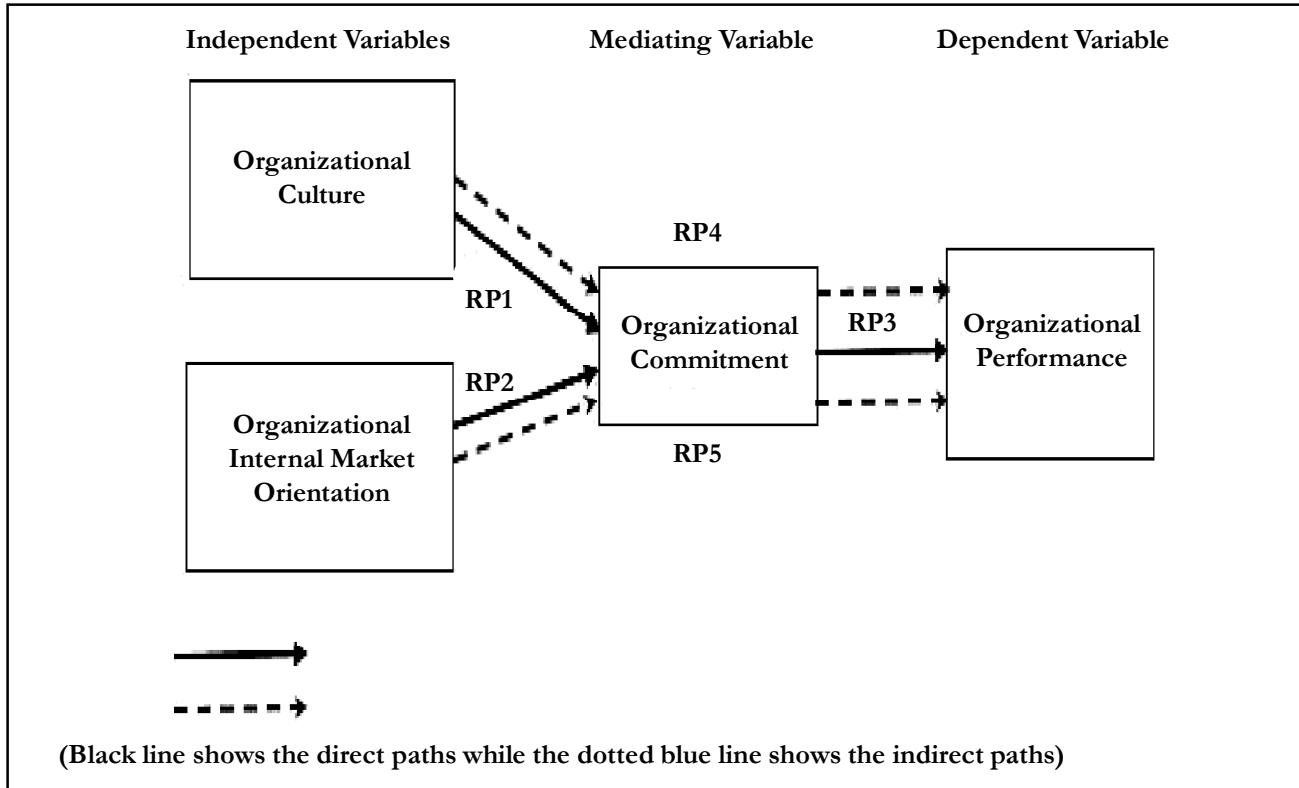 Independent Variables
Mediating Variable
Dependent Variable
Organizational
Culture
RP4
RP1
Organizational
Commitment
RP3
Organizational
Performance
RP2
Organizational
Internal Market
Orientation
RP5
(Black line shows the direct paths while the dotted blue line shows the indirect paths)